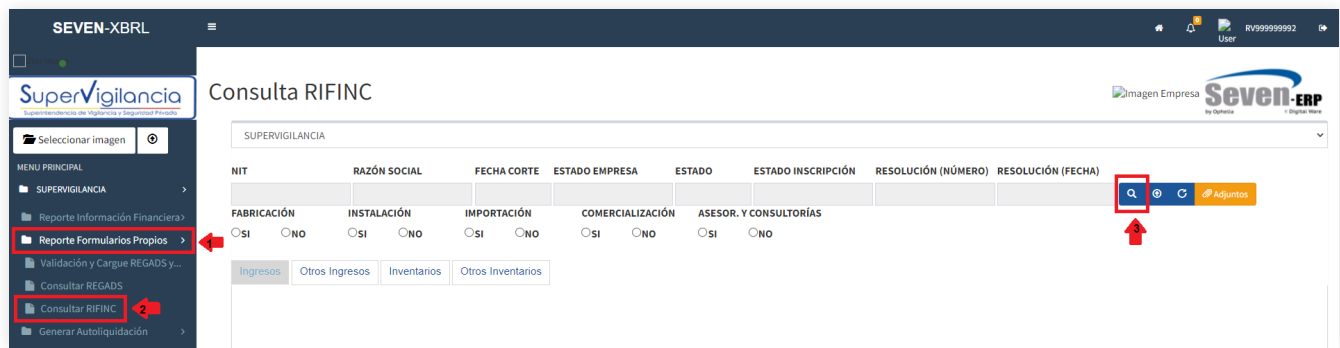 SEVEN-XBRL
User
RV999999992
SuperVigilancia
Superintendencia de Vigilancia y Seguridad Privada
Seleccionar imagen
MENU PRINCIPAL
SUPERVIGILANCIA
Reporte Información Financiera
Reporte Formularios Propios
1
Validación y Cargue REGADS y...
Consultar REGADS
Consultar RIFINC
2
Generar Autoliquidación
Consulta RIFINC
Imagen Empresa
Seven-ERP
by Ophelia
Digital Ware
SUPERVIGILANCIA
NIT RAZÓN SOCIAL FECHA CORTE ESTADO EMPRESA ESTADO ESTADO INSCRIPCIÓN RESOLUCIÓN (NÚMERO) RESOLUCIÓN (FECHA)
Adjuntos
3
FABRICACIÓN INSTALACIÓN IMPORTACIÓN COMERCIALIZACIÓN ASESOR. Y CONSULTORÍAS
SI NO SI NO SI NO SI NO SI NO
Ingresos Otros Ingresos Inventarios Otros Inventarios